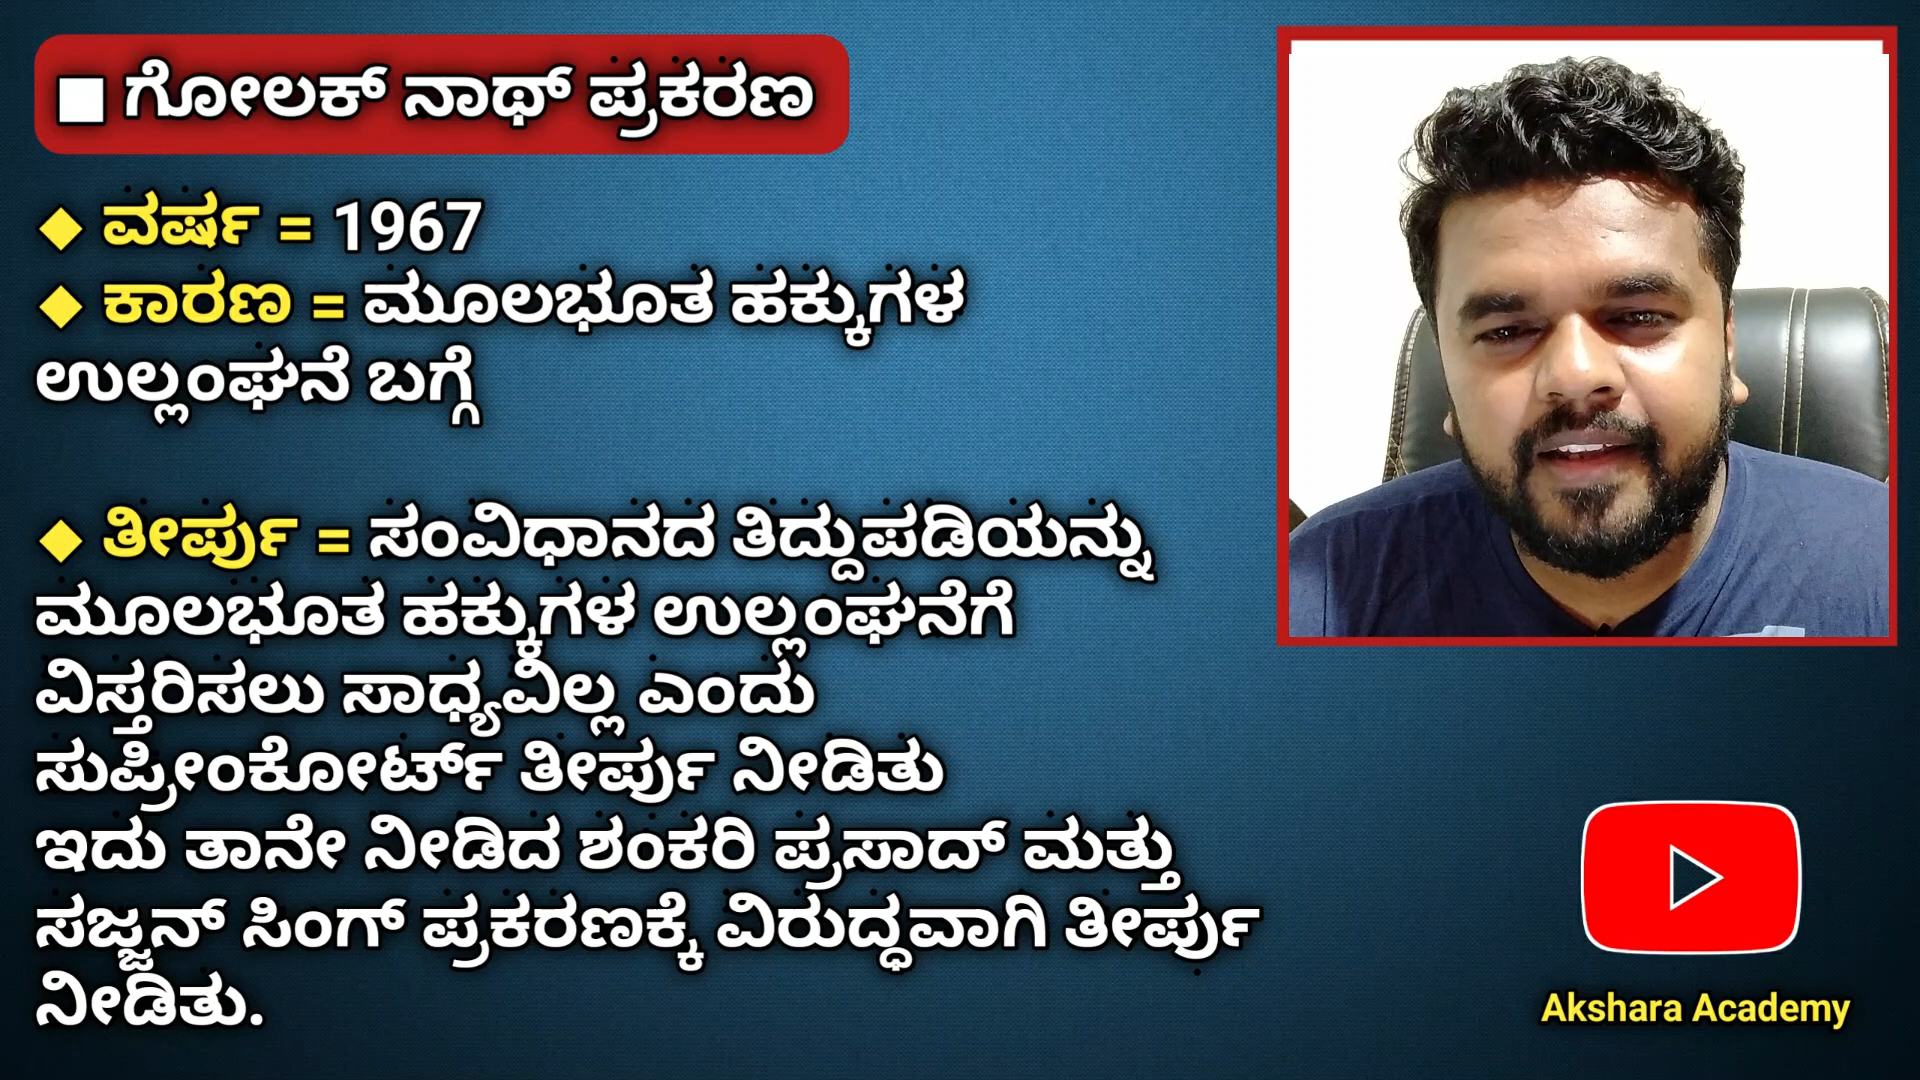 ■ ಗೋಲಕ್ ನಾಥ್ ಪ್ರಕರಣ
◆ ವರ್ಷ = 1967
◆ ಕಾರಣ = ಮೂಲಭೂತ ಹಕ್ಕುಗಳ
ಉಲ್ಲಂಘನೆ ಬಗ್ಗೆ
◆ ತೀರ್ಪು = ಸಂವಿಧಾನದ ತಿದ್ದುಪಡಿಯನ್ನು
ಮೂಲಭೂತ ಹಕ್ಕುಗಳ ಉಲ್ಲಂಘನೆಗೆ
ವಿಸ್ತರಿಸಲು ಸಾಧ್ಯವಿಲ್ಲ ಎಂದು
ಸುಪ್ರೀಂಕೋರ್ಟ್ ತೀರ್ಪು ನೀಡಿತು
ಇದು ತಾನೇ ನೀಡಿದ ಶಂಕರಿ ಪ್ರಸಾದ್ ಮತ್ತು
ಸಜ್ಜನ್ ಸಿಂಗ್ ಪ್ರಕರಣಕ್ಕೆ ವಿರುದ್ಧವಾಗಿ ತೀರ್ಪು
ನೀಡಿತು.
Akshara Academy